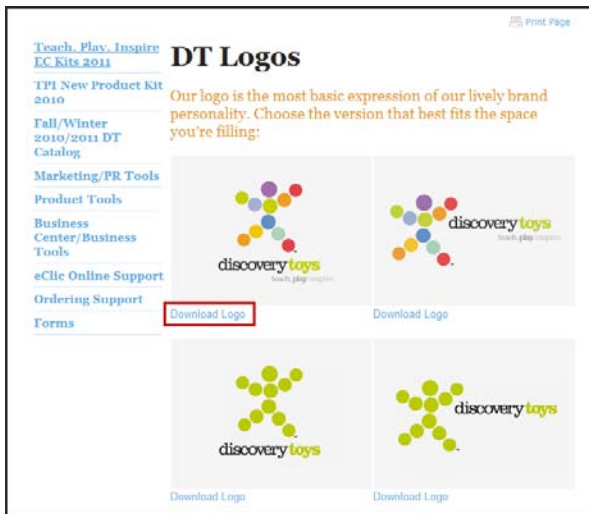 Print Page
Teach. Play. Inspire
EC Kits 2011
TPI New Product Kit
2010
Fall/Winter
2010/2011 DT
Catalog
Marketing/PR Tools
Product Tools
Business
Center/Business
Tools
eClic Online Support
Ordering Support
Forms
DT Logos
Our logo is the most basic expression of our lively brand
personality. Choose the version that best fits the space
you're filling:
discovery toys
teach. play. inspire.
Download Logo
discovery toys
teach. play. inspire.
Download Logo
discovery toys
Download Logo
discovery toys
Download Logo